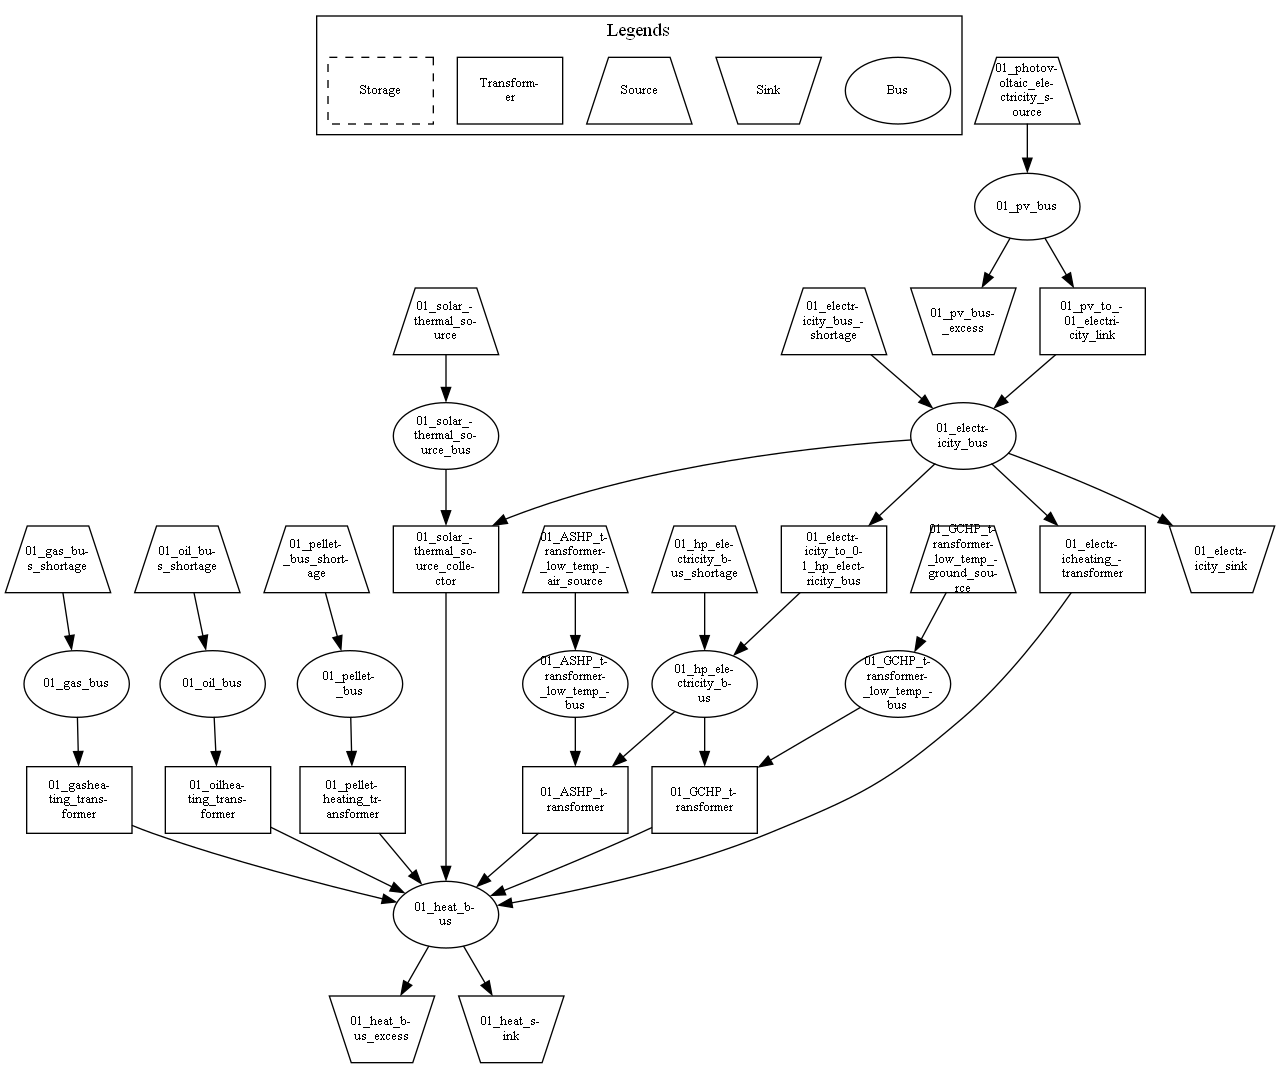 Legends
Storage
Transform-
er
Source
Sink
Bus
01_photov-
oltaic_ele-
ctricity_s-
ource
01_pv_bus
01_solar_-
thermal_so-
urce
01_electr-
icity_bus_-
shortage
01_pv_bus-
_excess
01_pv_to_-
01_electri-
city_link
01_solar_-
thermal_so-
urce_bus
01_electr-
icity_bus
01_gas_bu-
s_shortage
01_oil_bu-
s_shortage
01_pellet-
_bus_short-
age
01_solar_-
thermal_so-
urce_colle-
ctor
01_ASHP_t-
ransformer-
_low_temp_-
air_source
01_hp_ele-
ctricity_b-
us_shortage
01_electr-
icity_to_0-
1_hp_elect-
ricity_bus
01_GCHP_t-
ransformer-
_low_temp_-
ground_sou-
rce
01_electr-
icheating_-
transformer
01_electr-
icity_sink
01_gas_bus
01_oil_bus
01_pellet-
_bus
01_ASHP_t-
ransformer-
_low_temp_-
bus
01_hp_ele-
ctricity_b-
us
01_GCHP_t-
ransformer-
_low_temp_-
bus
01_gashea-
ting_trans-
former
01_oilhea-
ting_trans-
former
01_pellet-
heating_tr-
ansformer
01_ASHP_t-
ransformer
01_GCHP_t-
ransformer
01_heat_b-
us
01_heat_b-
us_excess
01_heat_s-
ink